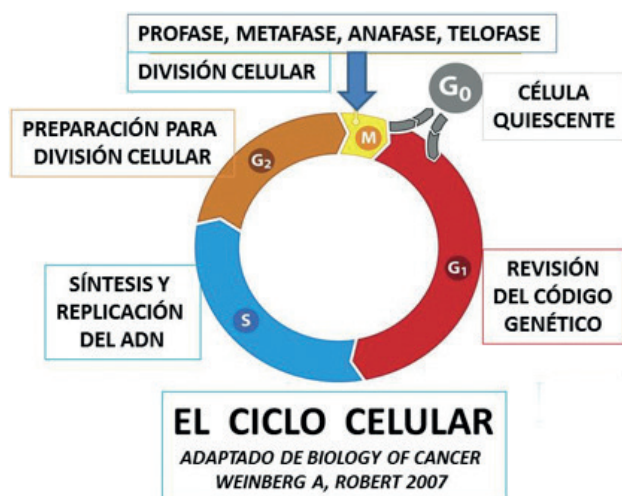 PROFASE, METAFASE, ANAFASE, TELOFASE
DIVISIÓN CELULAR
G0
CÉLULA
QUIESCENTE
PREPARACIÓN PARA
DIVISIÓN CELULAR
M
G2
G1
SÍNTESIS Y
REPLICACIÓN
DEL ADN
S
REVISIÓN
DEL CÓDIGO
GENÉTICO
EL CICLO CELULAR
ADAPTADO DE BIOLOGY OF CANCER
WEINBERG A, ROBERT 2007